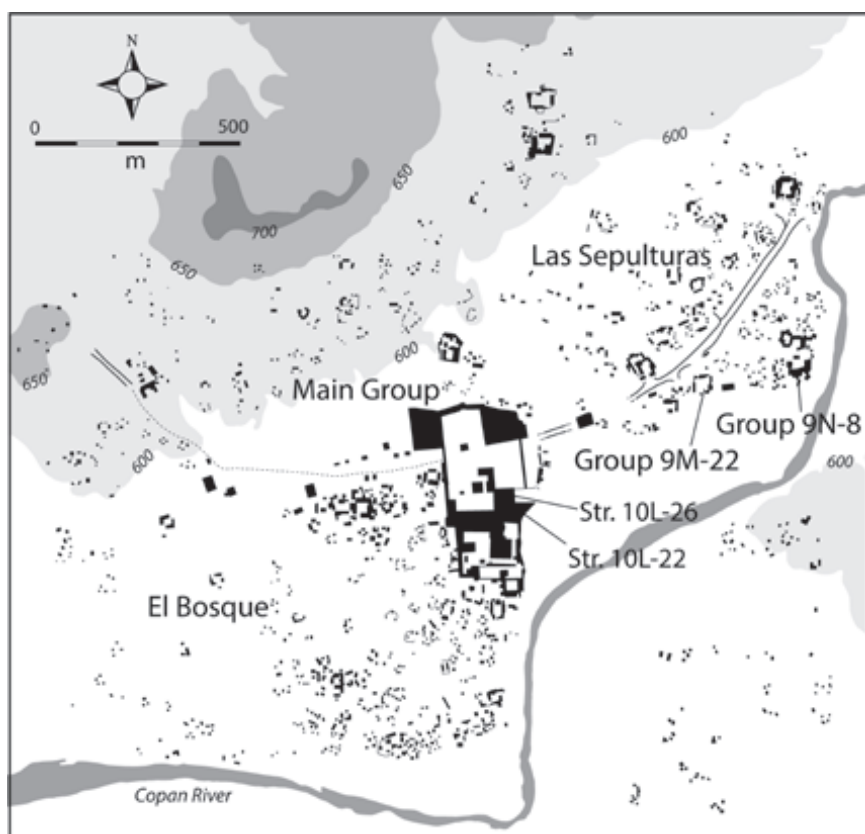 N
0 500
m
600
650
700
650
Las Sepulturas
600
650
Main Group
Group 9N-8
600
Group 9M-22
600
Str. 10L-26
Str. 10L-22
El Bosque
Copan River